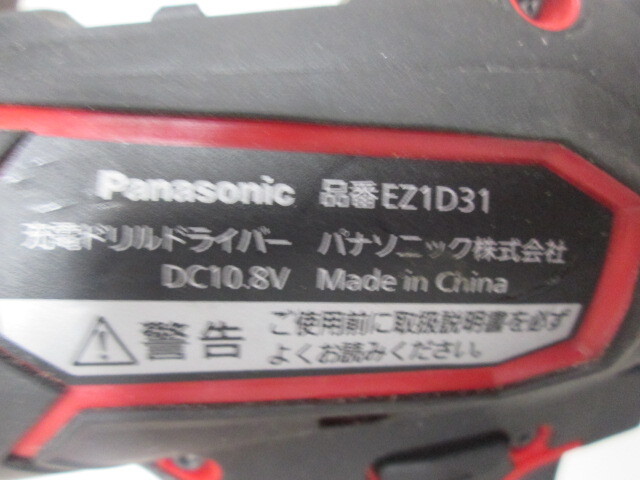 Panasonic 品番 EZ1D31
充電ドリルドライバー パナソニック株式会社
DC10.8V Made in China
警告 ご使用前に取扱説明書を必ず
よくお読みください。